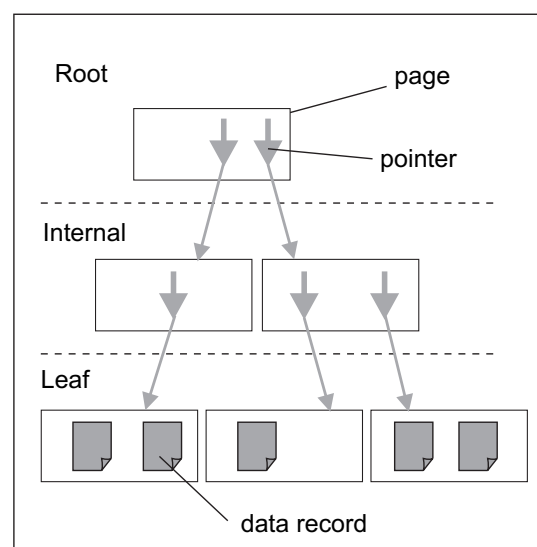 Root
page
pointer
Internal
Leaf
data record